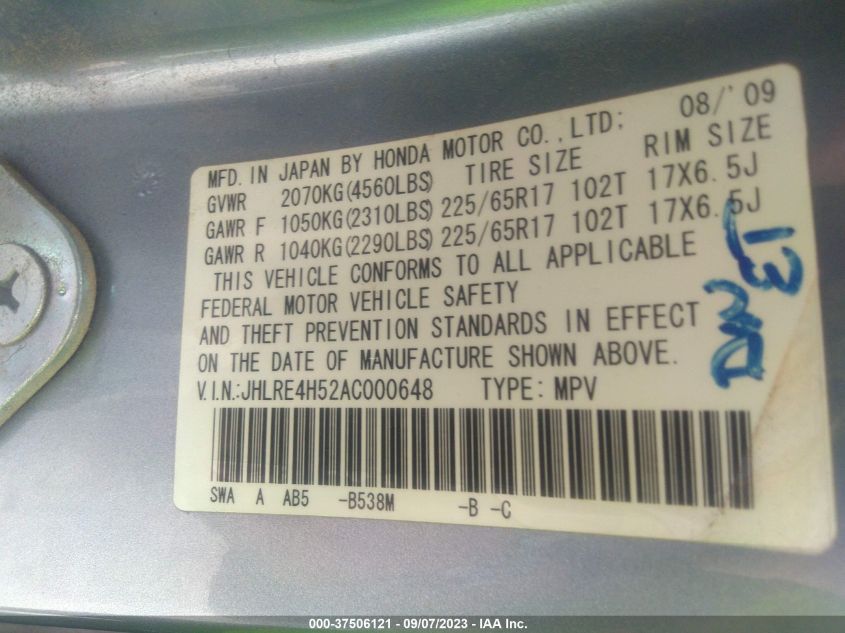 MFD. IN JAPAN BY HONDA MOTOR CO., LTD; 08/'09
GVWR 2070KG(4560LBS) TIRE SIZE RIM SIZE
GAWR F 1050KG(2310LBS) 225/65R17 102T 17X6.5J
GAWR R 1040KG(2290LBS) 225/65R17 102T 17X6.5J
THIS VEHICLE CONFORMS TO ALL APPLICABLE
FEDERAL MOTOR VEHICLE SAFETY
AND THEFT PREVENTION STANDARDS IN EFFECT
ON THE DATE OF MANUFACTURE SHOWN ABOVE.
V.I.N.:JHLRE4H52AC000648 TYPE: MPV
SWA A AB5 -B538M -B -C
000-37506121 - 09/07/2023 - IAA Inc.